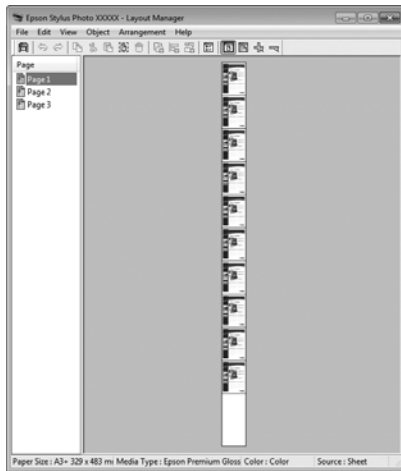 Epson Stylus Photo XXXXX - Layout Manager
File Edit View Object Arrangement Help
Page
Page 1
Page 2
Page 3
Paper Size : A3+ 329 x 483 mi Media Type : Epson Premium Gloss Color : Color Source : Sheet